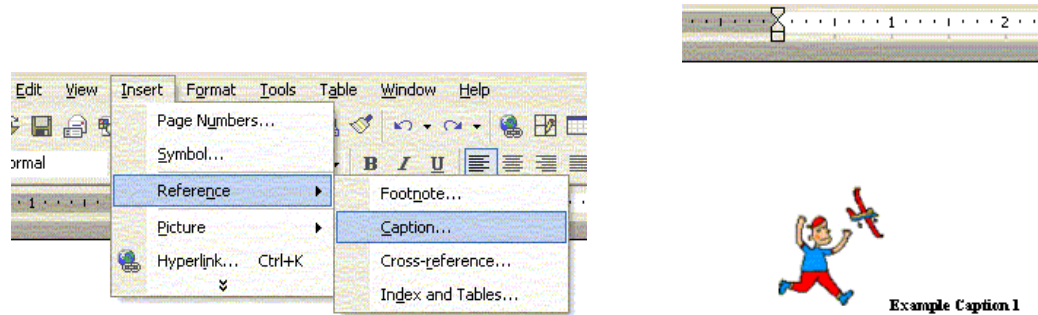 1 2
Edit View Insert Format Tools Table Window Help
Page Numbers...
Symbol...
ormal B I U
Reference
Footnote...
1
Picture
Caption...
Hyperlink... Ctrl+K
Cross-reference...
Index and Tables...
Example Caption 1